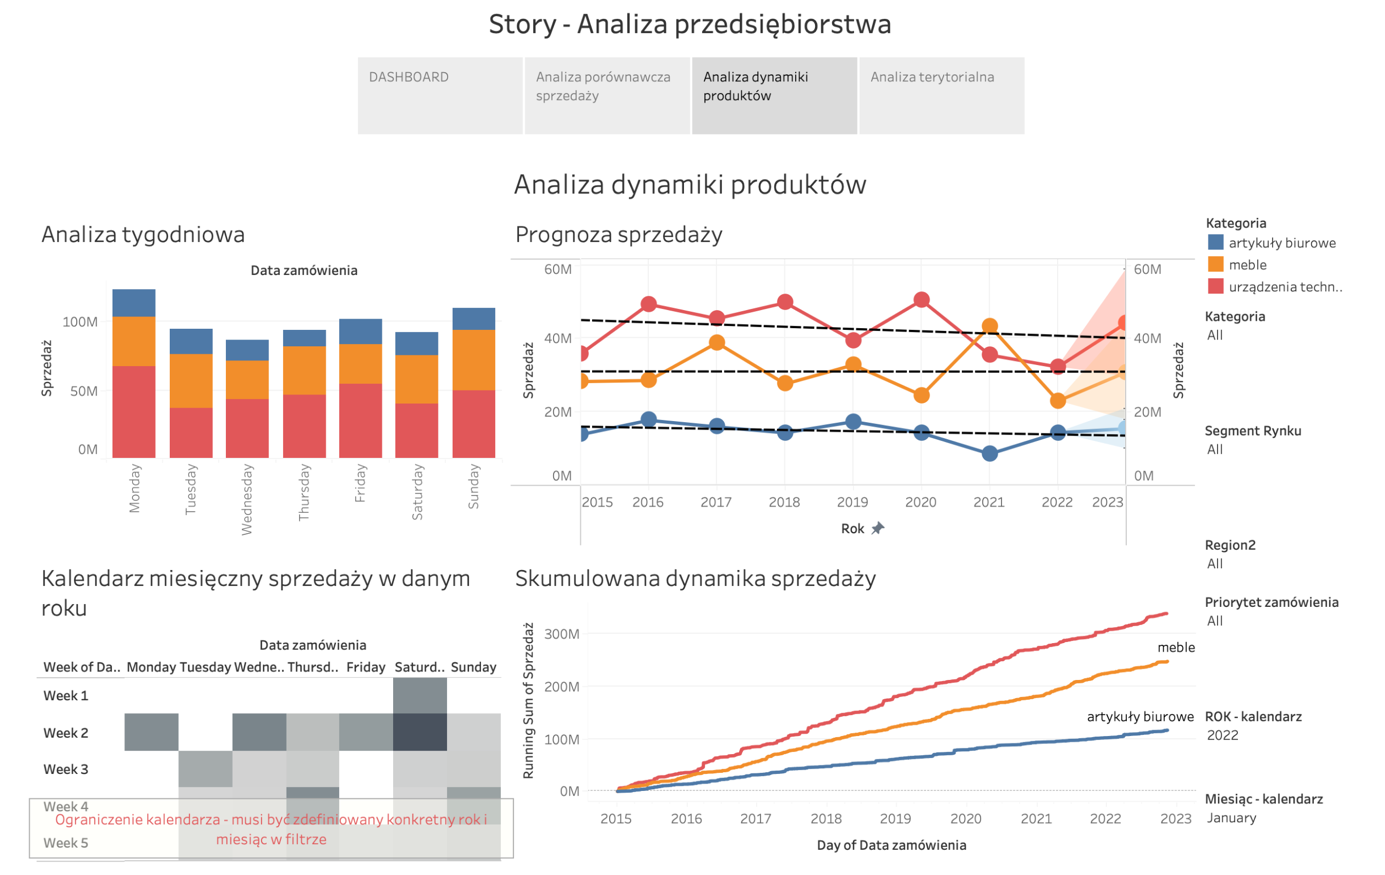 Story - Analiza przedsiębiorstwa
DASHBOARD
Analiza porównawcza
sprzedaży
Analiza dynamiki
produktów
Analiza terytorialna
Analiza dynamiki produktów
Analiza tygodniowa
Data zamówienia
Sprzedaż
100M
50M
0M
Monday
Tuesday
Wednesday
Thursday
Friday
Saturday
Sunday
Prognoza sprzedaży
Sprzedaż
60M
40M
20M
0M
60M
40M
20M
0M
Sprzedaż
2015 2016 2017 2018 2019 2020 2021 2022 2023
Rok
Kategoria
artykuły biurowe
meble
urządzenia techn..
Kategoria
All
Segment Rynku
All
Region2
All
Priorytet zamówienia
All
ROK - kalendarz
2022
Miesiąc - kalendarz
January
Kalendarz miesięczny sprzedaży w danym
roku
Data zamówienia
Week of Da.. Monday Tuesday Wedne.. Thursd.. Friday Saturd.. Sunday
Week 1
Week 2
Week 3
Week 4
Week 5
Ograniczenie kalendarza - musi być zdefiniowany konkretny rok i
miesiąc w filtrze
Skumulowana dynamika sprzedaży
Running Sum of Sprzedaż
300M
200M
100M
0M
meble
artykuły biurowe
2015 2016 2017 2018 2019 2020 2021 2022 2023
Day of Data zamówienia